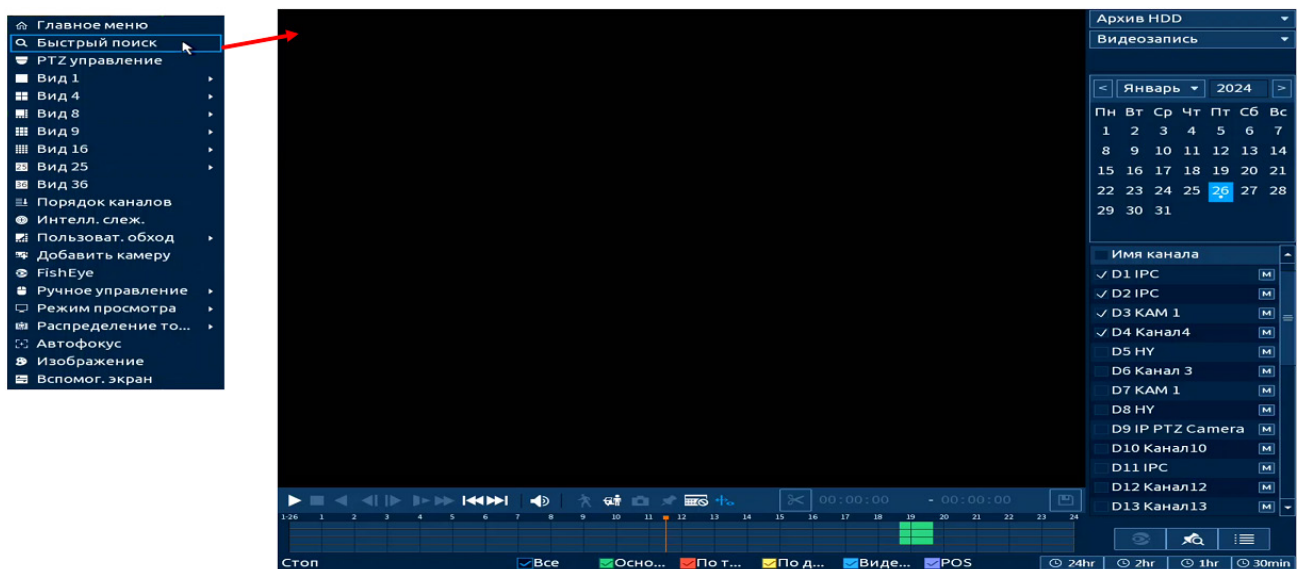 Главное меню
Быстрый поиск
PTZ управление
Вид 1
Вид 4
Вид 8
Вид 9
Вид 16
25 Вид 25
36 Вид 36
Порядок каналов
Интелл. слеж.
Пользоват. обход
Добавить камеру
FishEye
Ручное управление
Режим просмотра
Распределение то...
Автофокус
Изображение
Вспомог. экран
Архив HDD
Видеозапись
< Январь 2024 >
Пн Вт Ср Чт Пт Сб Вс
1 2 3 4 5 6 7
8 9 10 11 12 13 14
15 16 17 18 19 20 21
22 23 24 25 26 27 28
29 30 31
Имя канала
D1 IPC M
D2 IPC M
D3 КАМ 1 M
D4 Канал4 M
D5 HY M
D6 Канал 3 M
D7 КАМ 1 M
D8 HY M
D9 IP PTZ Camera M
D10 Канал10 M
D11 IPC M
D12 Канал12 M
D13 Канал13 M
00:00:00 - 00:00:00
1-26 1 2 3 4 5 6 7 8 9 10 11 12 13 14 15 16 17 18 19 20 21 22 23 24
Стоп Все Осно... По т... По д... Виде... POS 24hr 2hr 1hr 30min